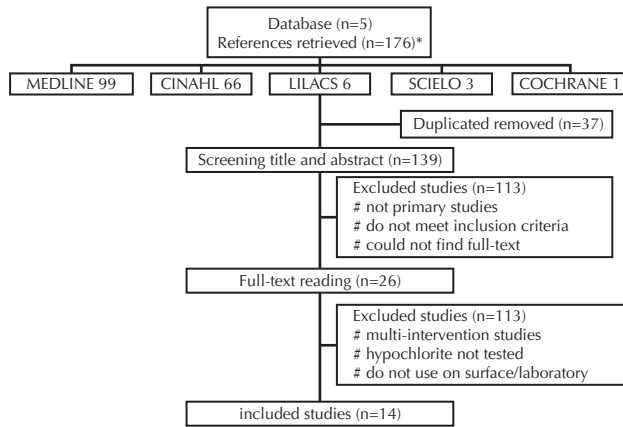 Database (n=5)
References retrieved (n=176)*
MEDLINE 99
CINAHL 66
LILACS 6
SCIELO 3
COCHRANE 1
Duplicated removed (n=37)
Screening title and abstract (n=139)
Excluded studies (n=113)
# not primary studies
# do not meet inclusion criteria
# could not find full-text
Full-text reading (n=26)
Excluded studies (n=113)
# multi-intervention studies
# hypochlorite not tested
# do not use on surface/laboratory
included studies (n=14)